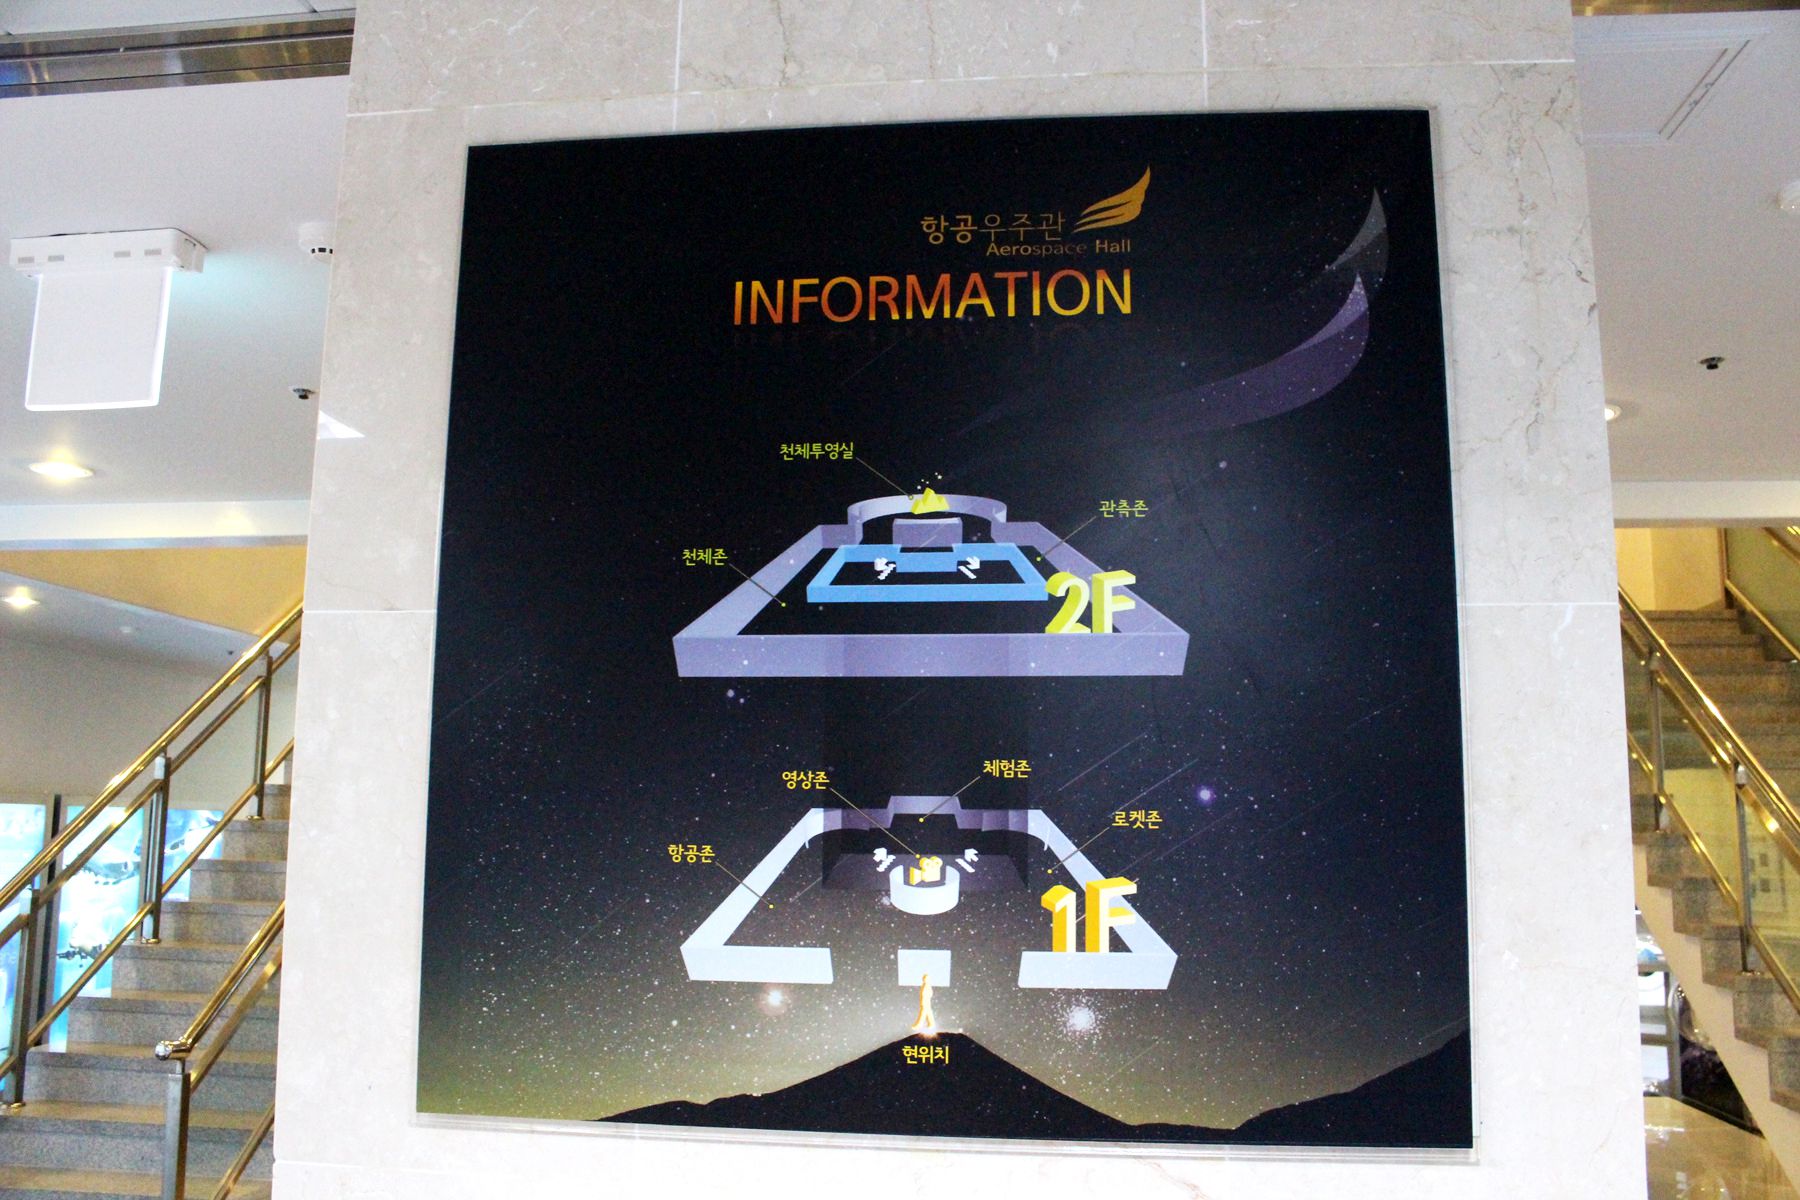 항공우주관
Aerospace Hall
INFORMATION
천체투영실
관측존
천체존
2F
체험존
영상존
로켓존
항공존
1F
현위치